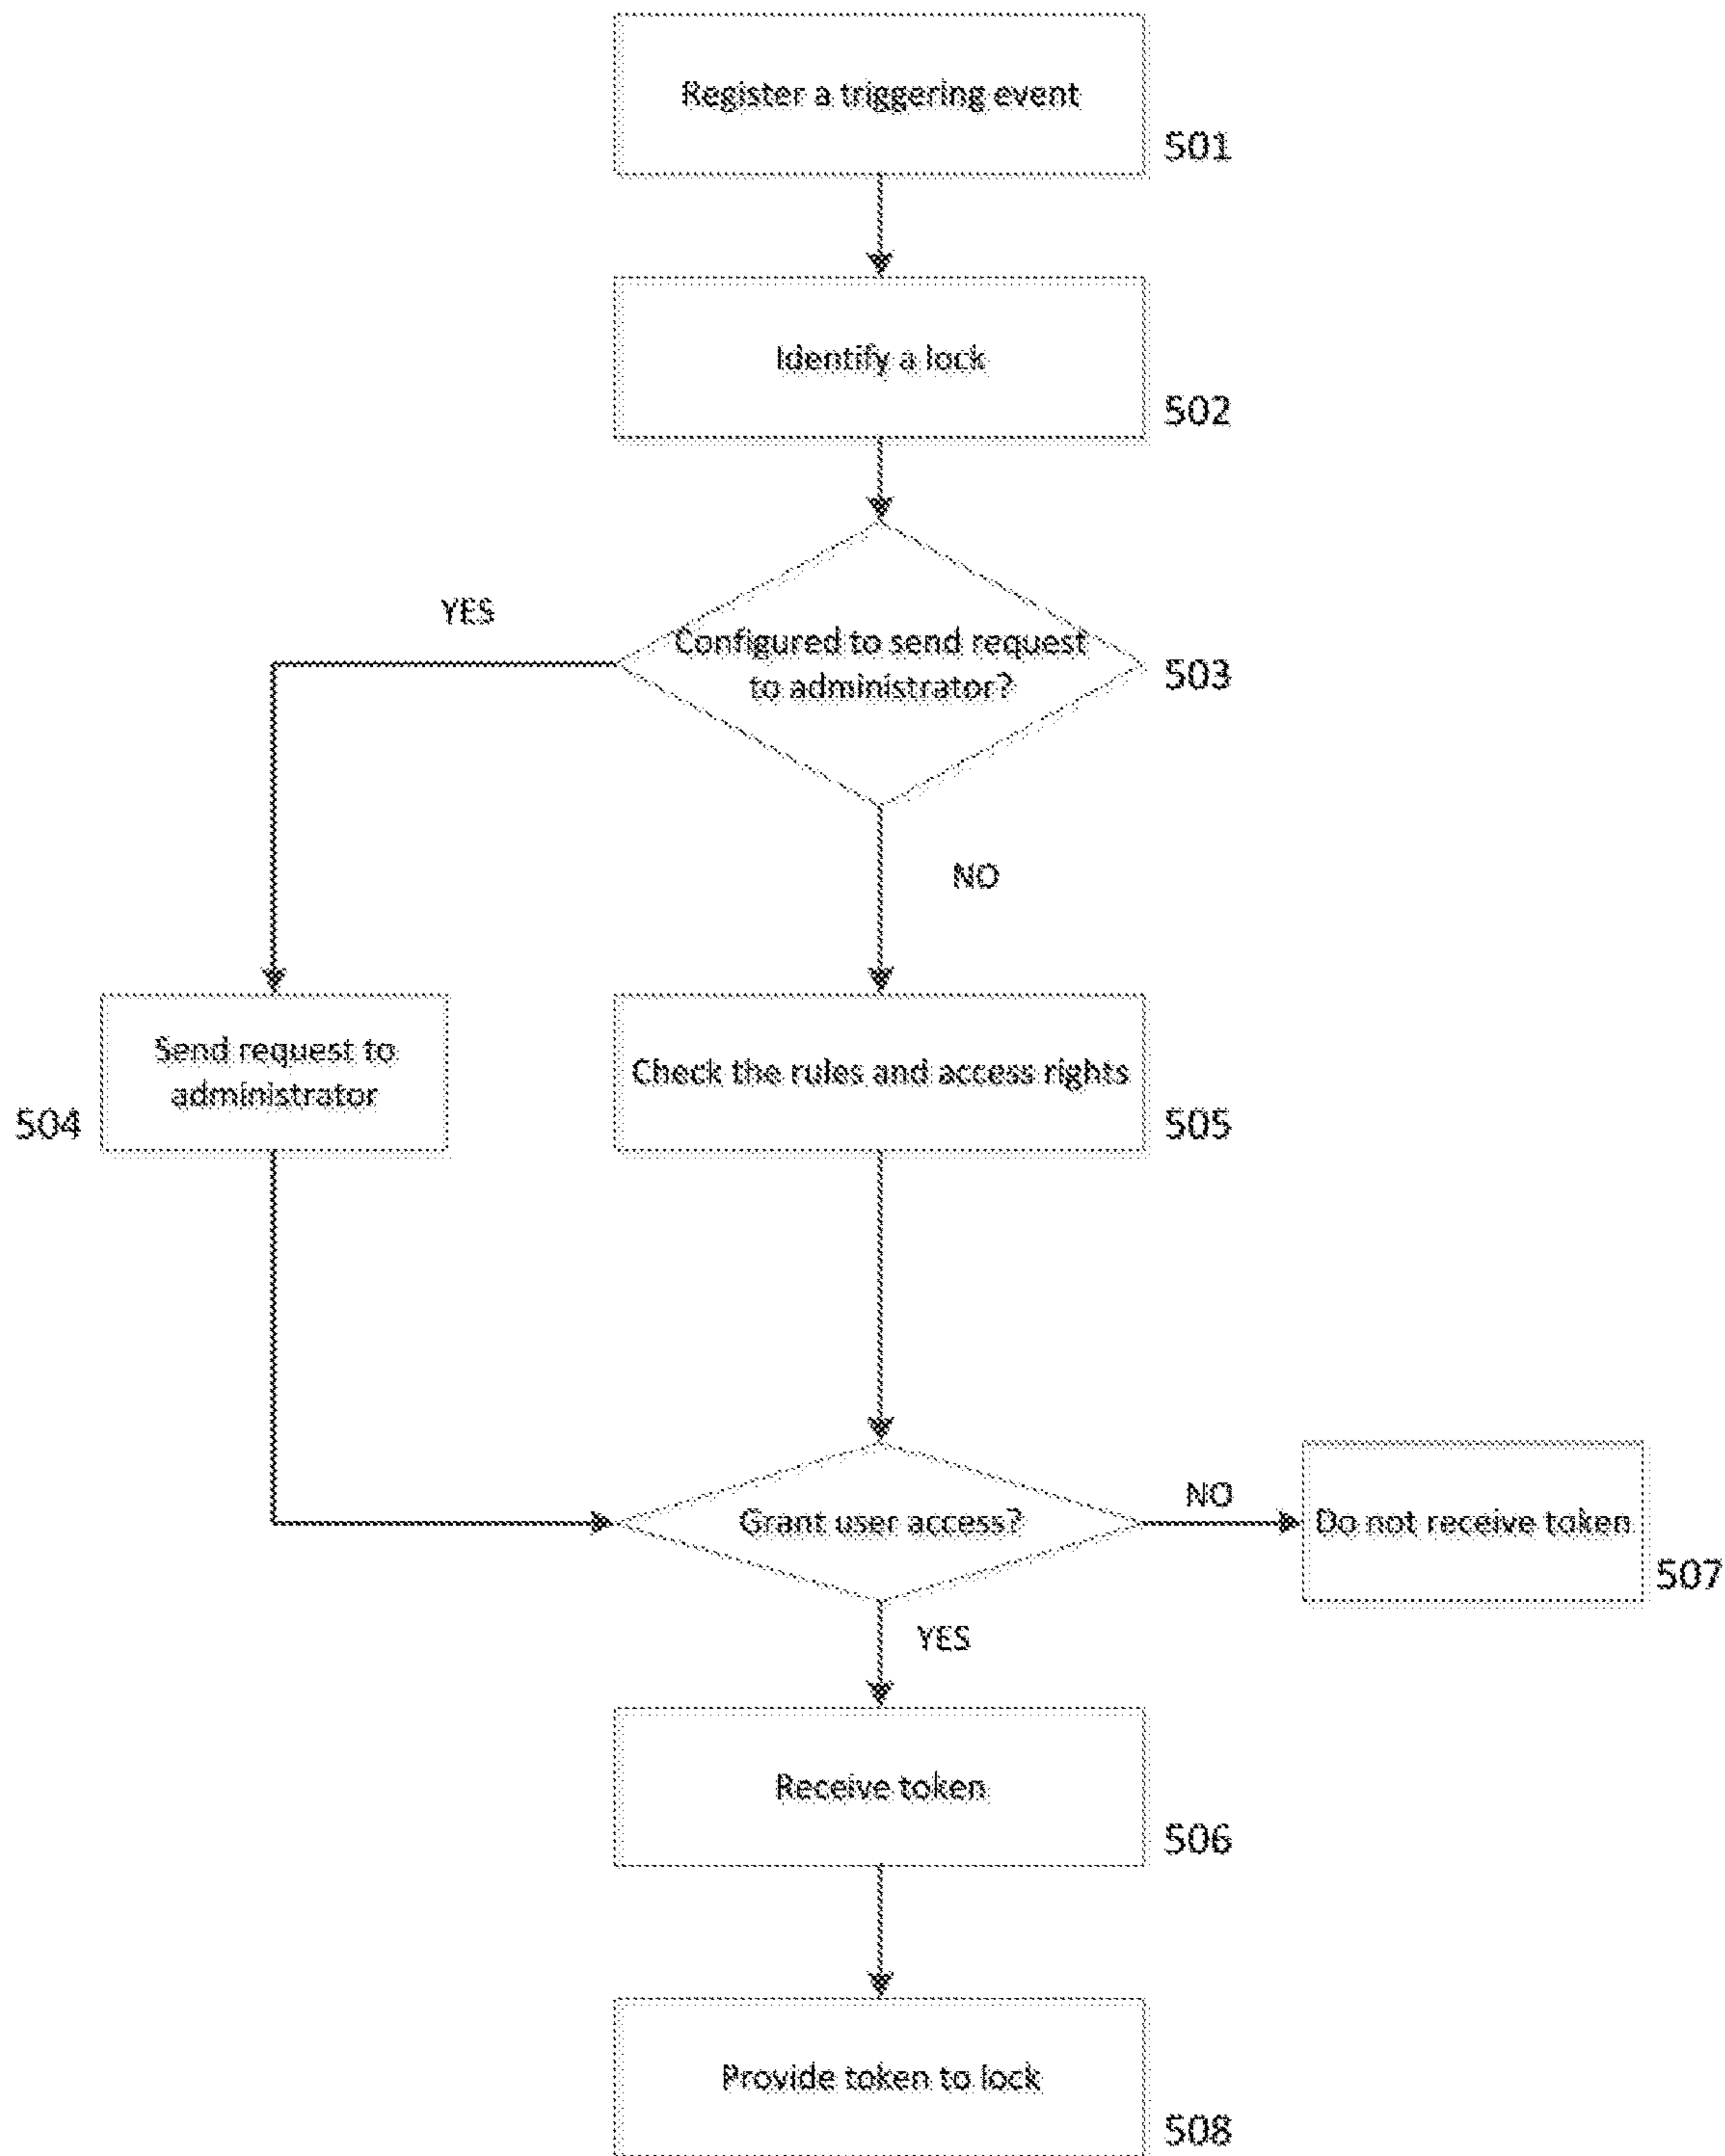 Register a triggering event
501
Identify a lock
502
YES
Configured to send request
to administrator?
503
NO
Send request to
administrator
504
Check the rules and access rights
505
Grant user access?
NO
Do not receive token
507
YES
Receive token
506
Provide token to lock
508